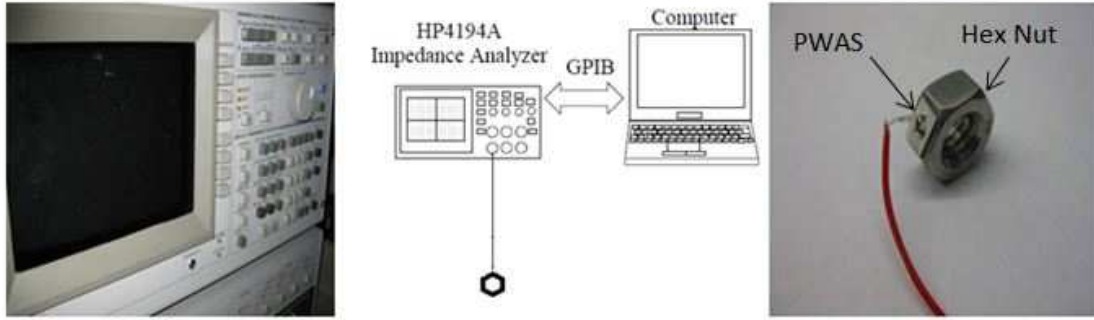 HP4194A
Impedance Analyzer
GPIB
Computer
PWAS
Hex Nut